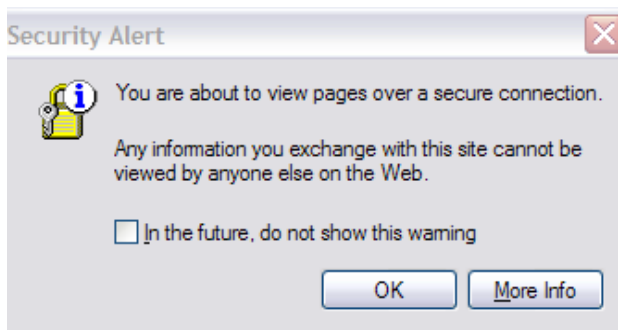 Security Alert
You are about to view pages over a secure connection.
Any information you exchange with this site cannot be
viewed by anyone else on the Web.
In the future, do not show this warning
OK
More Info